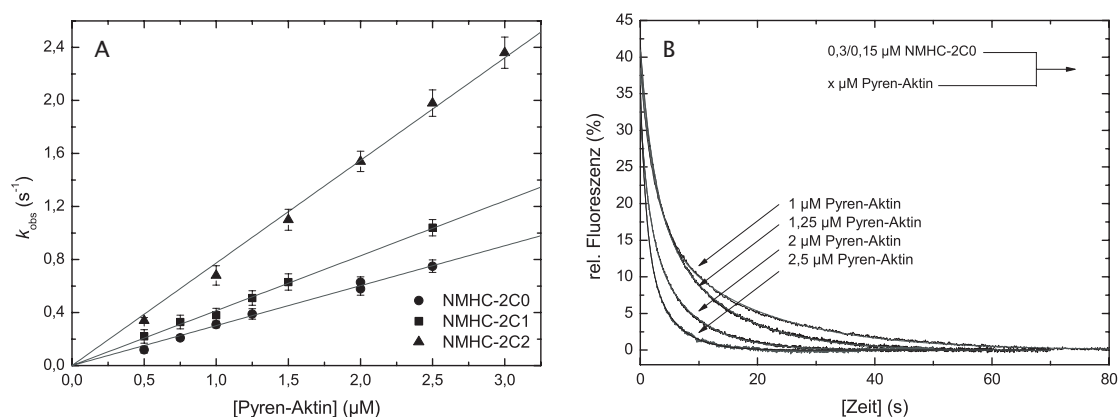 A
k_obs (s⁻¹)
2,4
2,0
1,6
1,2
0,8
0,4
0,0
0,0 0,5 1,0 1,5 2,0 2,5 3,0
[Pyren-Aktin] (µM)
NMHC-2C0
NMHC-2C1
NMHC-2C2
B
rel. Fluoreszenz (%)
45
40
35
30
25
20
15
10
5
0
0 20 40 60 80
[Zeit] (s)
0,3/0,15 µM NMHC-2C0
x µM Pyren-Aktin
1 µM Pyren-Aktin
1,25 µM Pyren-Aktin
2 µM Pyren-Aktin
2,5 µM Pyren-Aktin